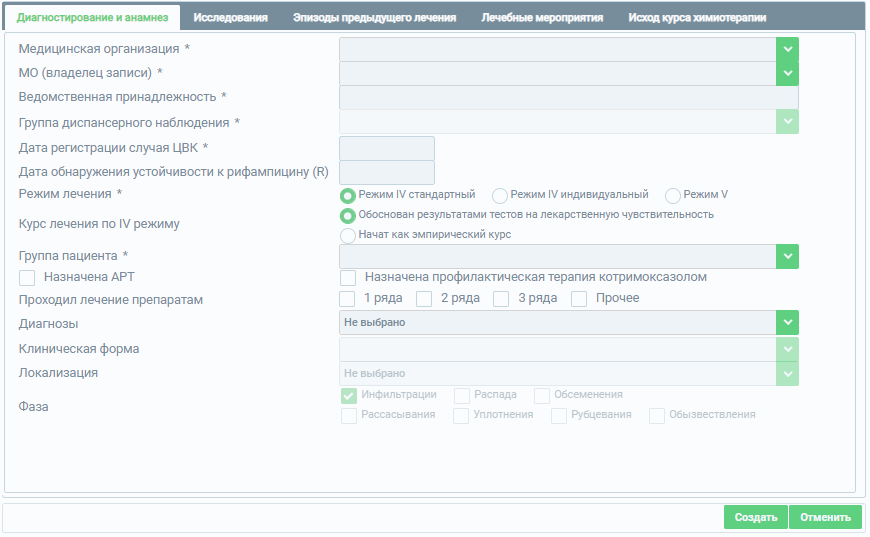 Диагностирование и анамнез Исследования Эпизоды предыдущего лечения Лечебные мероприятия Исход курса химиотерапии
Медицинская организация *
МО (владелец записи) *
Ведомственная принадлежность *
Группа диспансерного наблюдения *
Дата регистрации случая ЦВК *
Дата обнаружения устойчивости к рифампицину (R)
Режим лечения * Режим IV стандартный Режим IV индивидуальный Режим V
Курс лечения по IV режиму Обоснован результатами тестов на лекарственную чувствительность
Начат как эмпирический курс
Группа пациента *
Назначена АРТ Назначена профилактическая терапия котримоксазолом
Проходил лечение препаратам 1 ряда 2 ряда 3 ряда Прочее
Диагнозы Не выбрано
Клиническая форма
Локализация Не выбрано
Фаза Инфильтрации Распада Обсеменения
Рассасывания Уплотнения Рубцевания Обызвествления
Создать Отменить